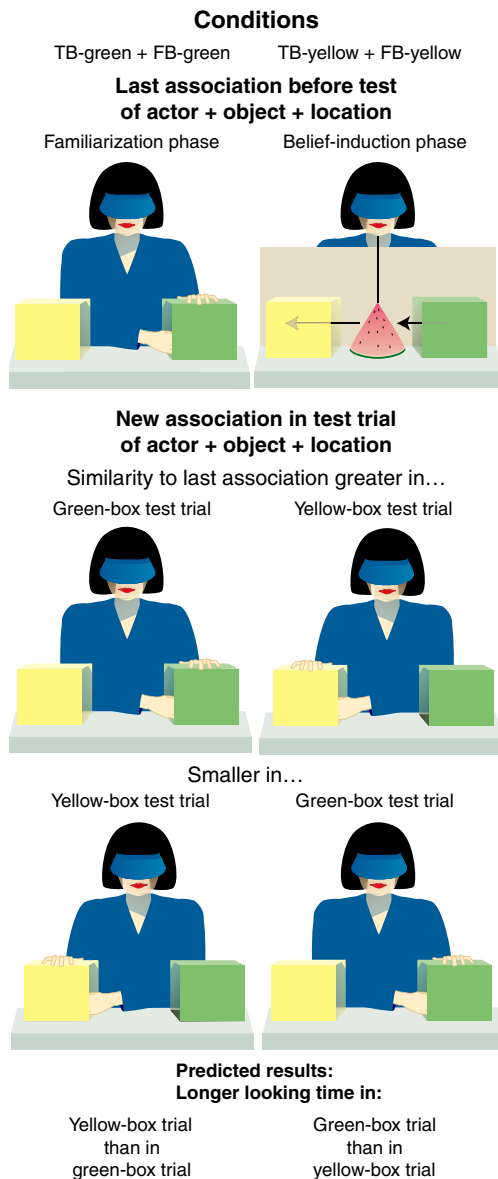 Conditions
TB-green + FB-green
TB-yellow + FB-yellow
Last association before test
of actor + object + location
Familiarization phase
Belief-induction phase
New association in test trial
of actor + object + location
Similarity to last association greater in…
Green-box test trial
Yellow-box test trial
Smaller in…
Yellow-box test trial
Green-box test trial
Predicted results:
Longer looking time in:
Yellow-box trial
than in
green-box trial
Green-box trial
than in
yellow-box trial